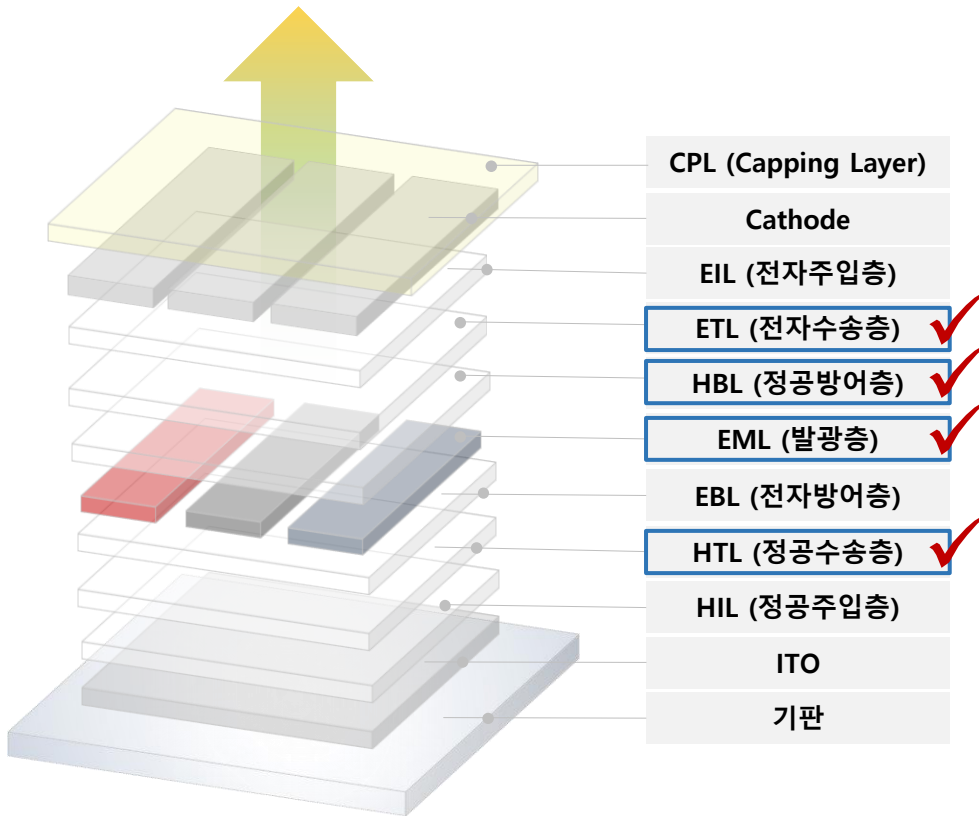 CPL (Capping Layer)
Cathode
EIL (전자주입층)
ETL (전자수송층)
HBL (정공방어층)
EML (발광층)
EBL (전자방어층)
HTL (정공수송층)
HIL (정공주입층)
ITO
기판